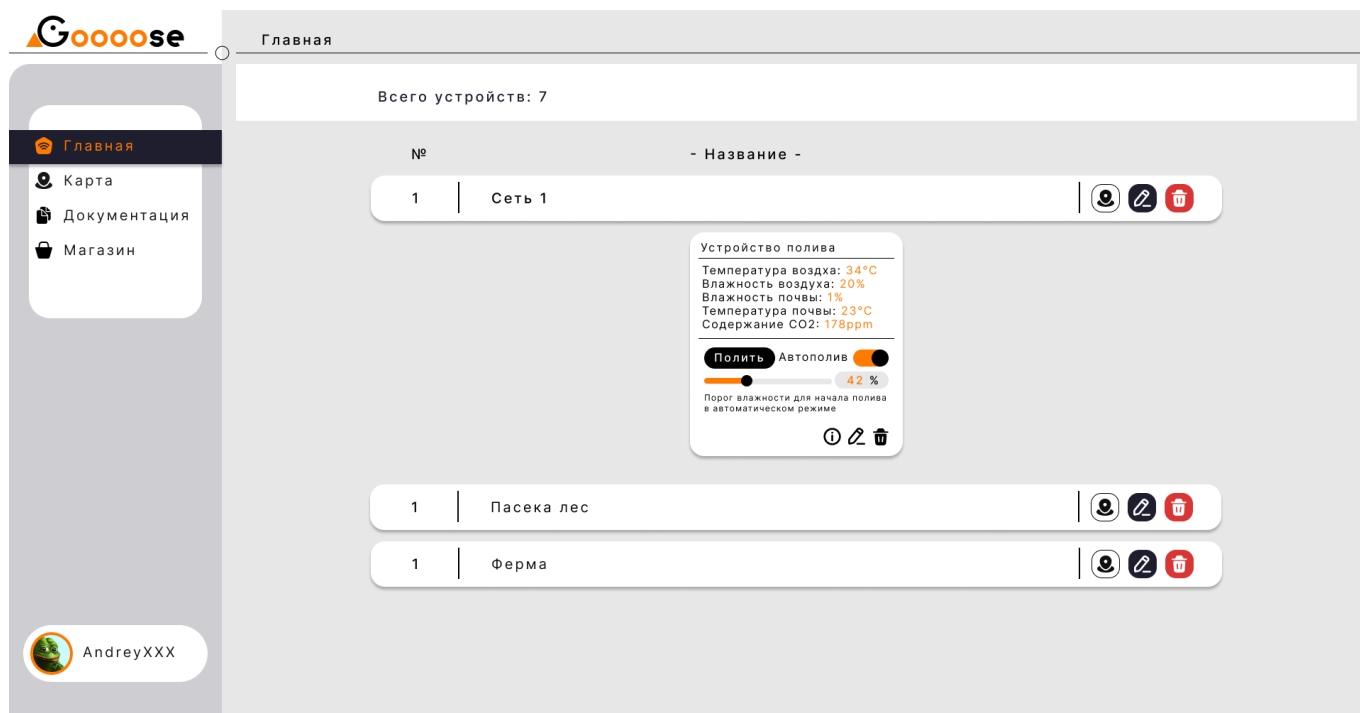 Goooose
Главная
Всего устройств: 7
Главная
Карта
Документация
Магазин
№ - Название -
1 Сеть 1
Устройство полива
Температура воздха: 34°C
Влажность воздуха: 20%
Влажность почвы: 1%
Температура почвы: 23°C
Содержание CO2: 178ppm
Полить Автополив
42 %
Порог влажности для начала полива
в автоматическом режиме
1 Пасека лес
1 Ферма
AndreyXXX